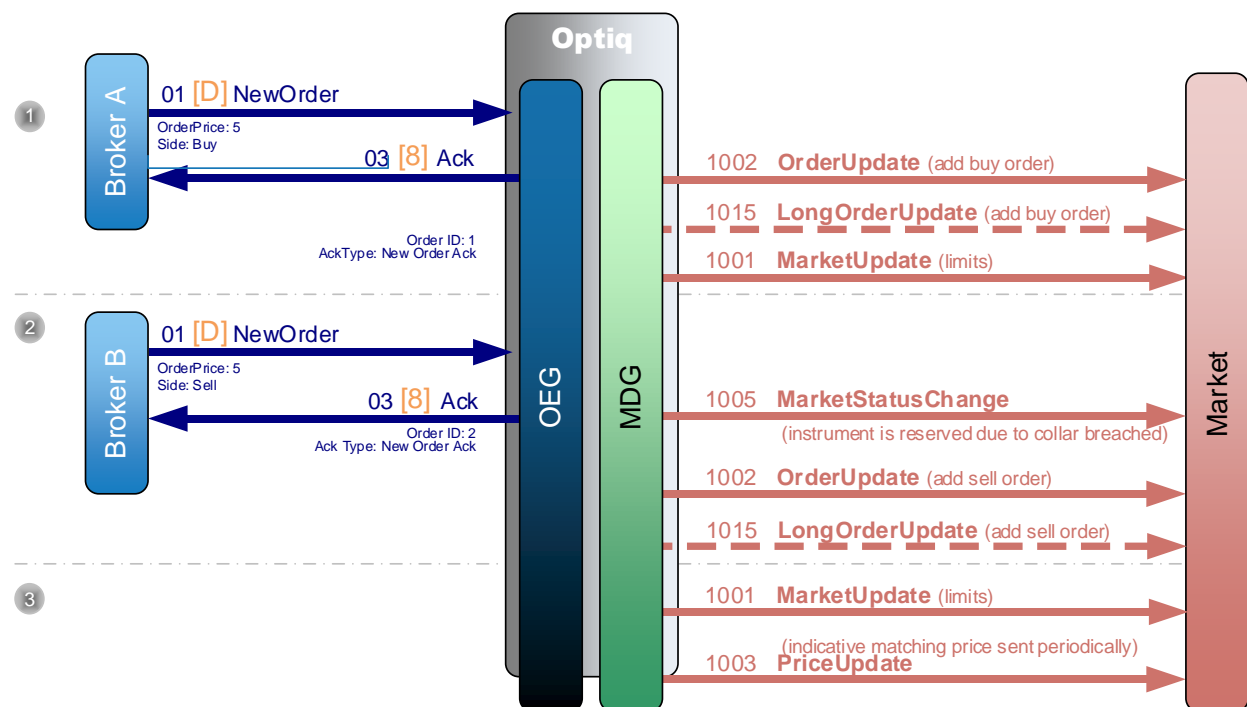 Optiq
1
Broker A
01 [D] NewOrder
OrderPrice: 5
Side: Buy
03 [8] Ack
Order ID: 1
AckType: New Order Ack
OEG
MDG
Market
1002 OrderUpdate (add buy order)
1015 LongOrderUpdate (add buy order)
1001 MarketUpdate (limits)
2
Broker B
01 [D] NewOrder
OrderPrice: 5
Side: Sell
03 [8] Ack
Order ID: 2
Ack Type: New Order Ack
1005 MarketStatusChange
(instrument is reserved due to collar breached)
1002 OrderUpdate (add sell order)
1015 LongOrderUpdate (add sell order)
3
1001 MarketUpdate (limits)
(indicative matching price sent periodically)
1003 PriceUpdate